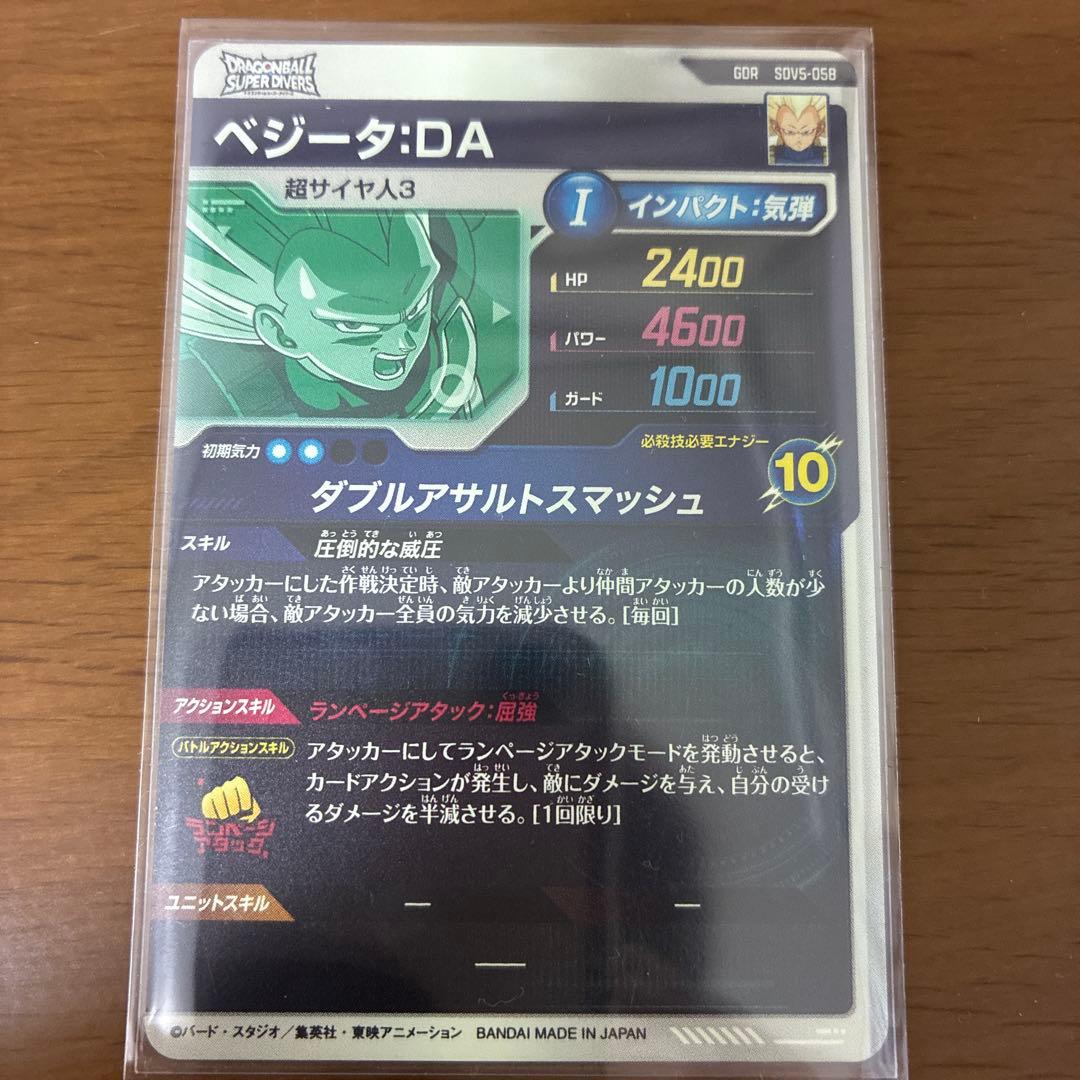 DRAGONBALL
SUPER DIVERS
GDR SDV5-058
ベジータ:DA
超サイヤ人3
I インパクト:気弾
HP 2400
パワー 4600
ガード 1000
初期気力
必殺技必要エナジー
10
ダブルアサルトスマッシュ
スキル 圧倒的な威圧
アタッカーにした作戦決定時、敵アタッカーより仲間アタッカーの人数が少
ない場合、敵アタッカー全員の気力を減少させる。[毎回]
アクションスキル ランページアタック:屈強
バトルアクションスキル
アタッカーにしてランページアタックモードを発動させると、
カードアクションが発生し、敵にダメージを与え、自分の受け
るダメージを半減させる。[1回限り]
ランページ
アタック
ユニットスキル — —
—
©バード・スタジオ/集英社・東映アニメーション BANDAI MADE IN JAPAN